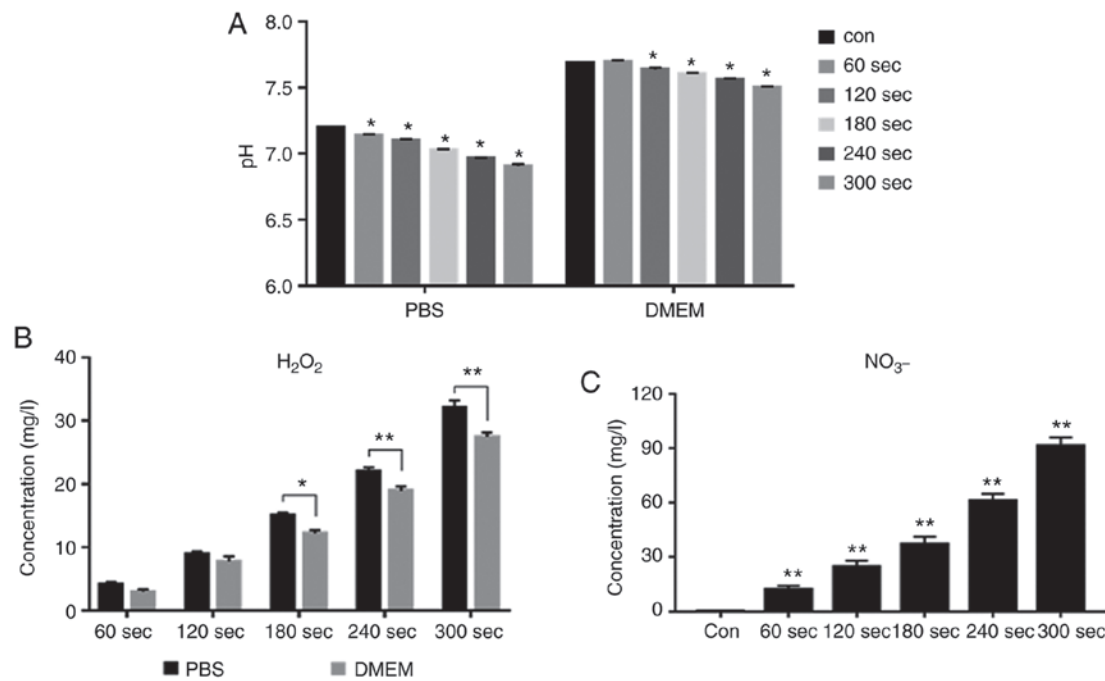 A
8.0
7.5
7.0
6.5
6.0
pH
* * * * *
* * * *
PBS DMEM
con
60 sec
120 sec
180 sec
240 sec
300 sec
B
H₂O₂
40
30
20
10
0
Concentration (mg/l)
*
**
**
60 sec 120 sec 180 sec 240 sec 300 sec
PBS DMEM
C
NO₃–
120
90
60
30
0
Concentration (mg/l)
** ** ** ** **
Con 60 sec 120 sec 180 sec 240 sec 300 sec